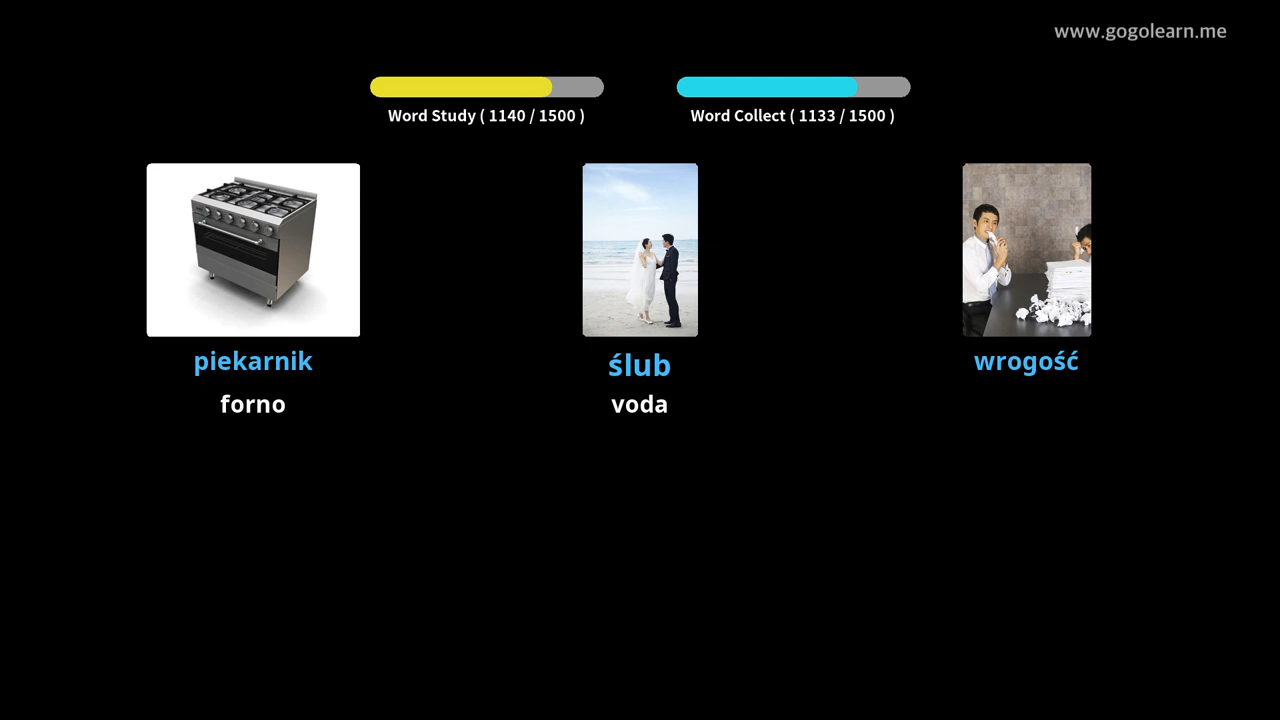 www.gogolearn.me
Word Study ( 1140 / 1500 )
Word Collect ( 1133 / 1500 )
piekarnik
ślub
wrogość
forno
voda